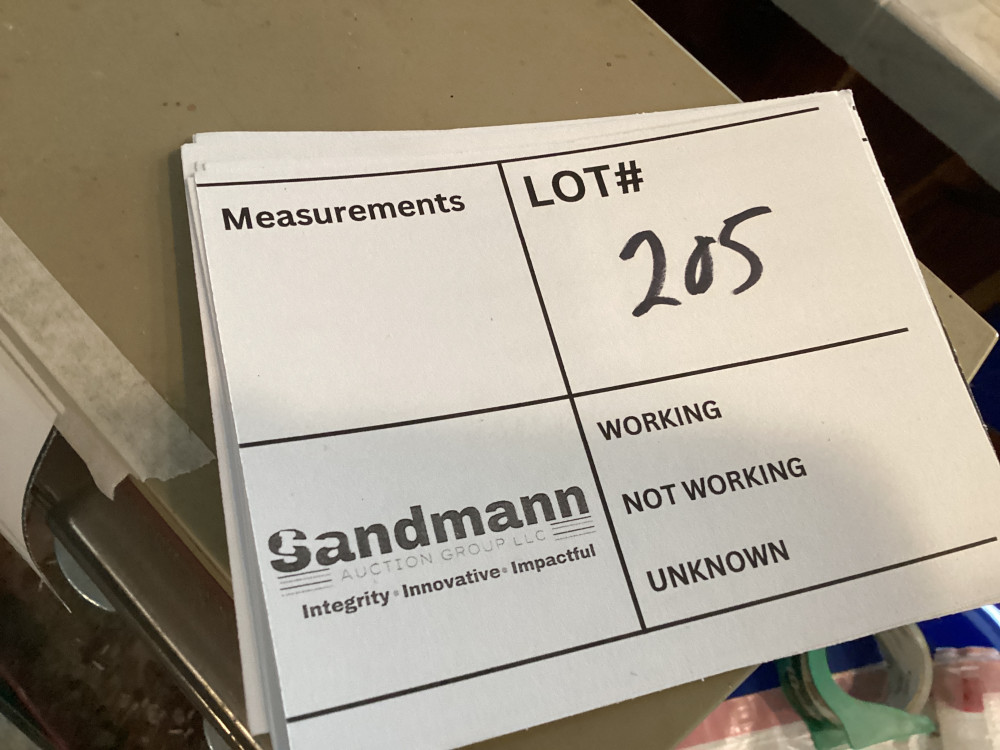 Measurements
LOT#
205
WORKING
NOT WORKING
UNKNOWN
Sandmann
AUCTION GROUP LLC
Integrity • Innovative • Impactful